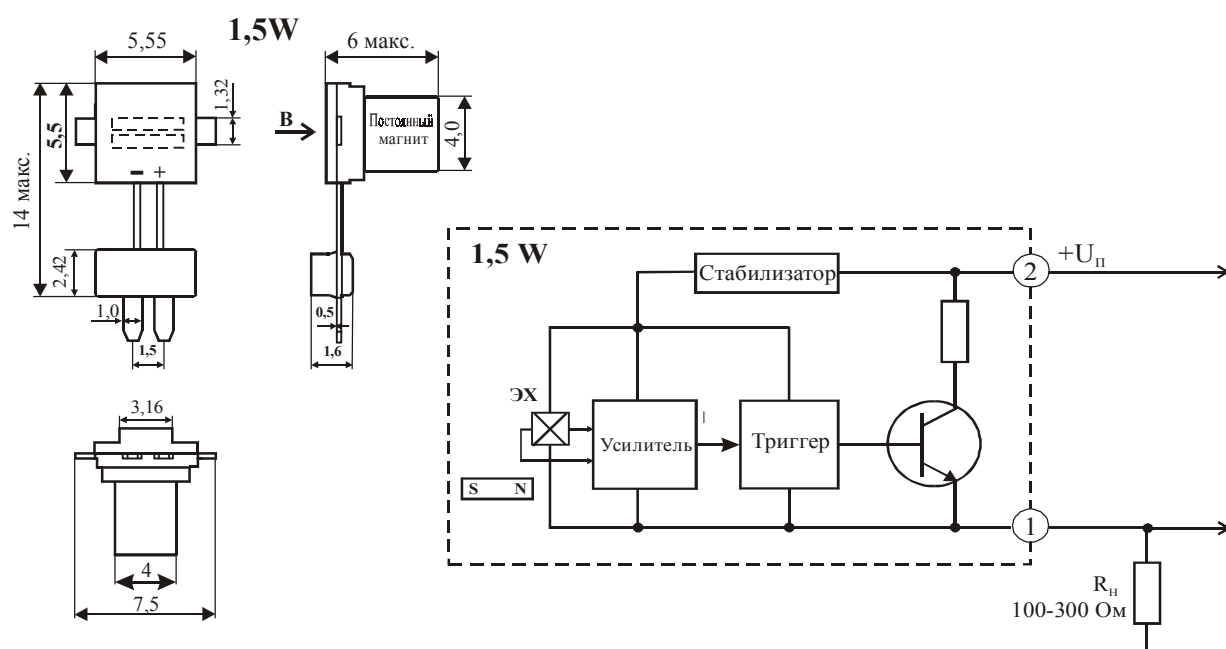 1,5W
5,55
6 макс.
1,32
5,5
14 макс.
B
Постоянный
магнит
4,0
- +
2,42
1,0
1,5
0,5
1,6
3,16
4
7,5
1,5 W
Стабилизатор
2
+Uп
ЭХ
Усилитель
Триггер
S N
1
Rн
100-300 Ом